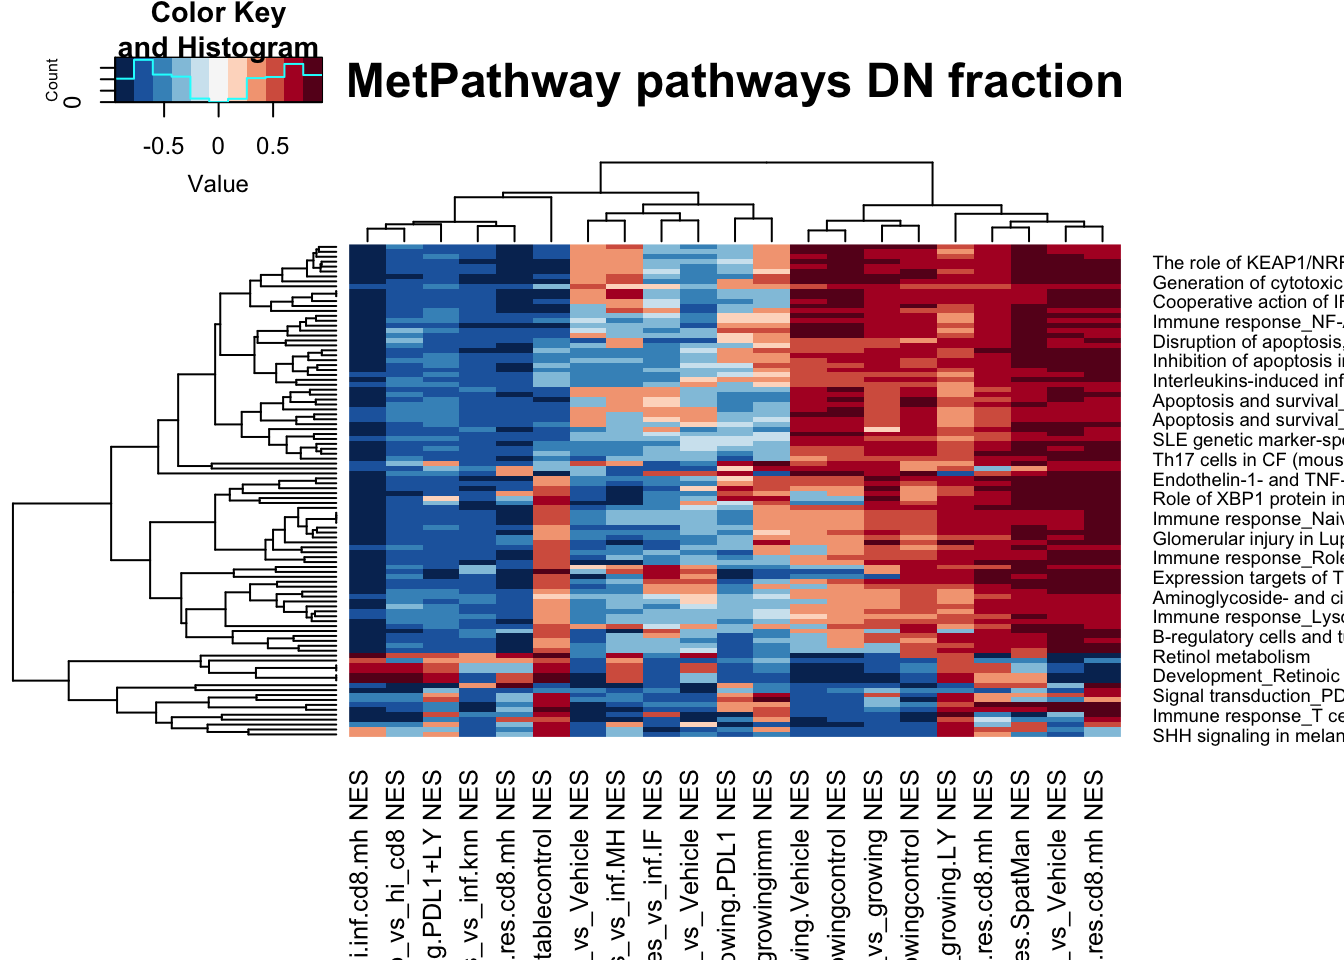 Color Key
and Histogram
Count
0
-0.5 0 0.5
Value
MetPathway pathways DN fraction
The role of KEAP1/NRF
Generation of cytotoxic
Cooperative action of IF
Immune response_NF-
Disruption of apoptosis,
Inhibition of apoptosis i
Interleukins-induced inf
Apoptosis and survival_
Apoptosis and survival_
SLE genetic marker-spe
Th17 cells in CF (mous
Endothelin-1- and TNF-
Role of XBP1 protein in
Immune response_Naiv
Glomerular injury in Lup
Immune response_Role
Expression targets of T
Aminoglycoside- and ci
Immune response_Lyso
B-regulatory cells and tu
Retinol metabolism
Development_Retinoic
Signal transduction_PD
Immune response_T ce
SHH signaling in melan
i.inf.cd8.mh NES
_vs_hi_cd8 NES
g.PDL1+LY NES
_vs_inf.knn NES
.res.cd8.mh NES
tablecontrol NES
_vs_Vehicle NES
s_vs_inf.MH NES
es_vs_inf.IF NES
_vs_Vehicle NES
owing.PDL1 NES
growingimm NES
wing.Vehicle NES
owingcontrol NES
_vs_growing NES
owingcontrol NES
_growing.LY NES
.res.cd8.mh NES
es.SpatMan NES
_vs_Vehicle NES
.res.cd8.mh NES